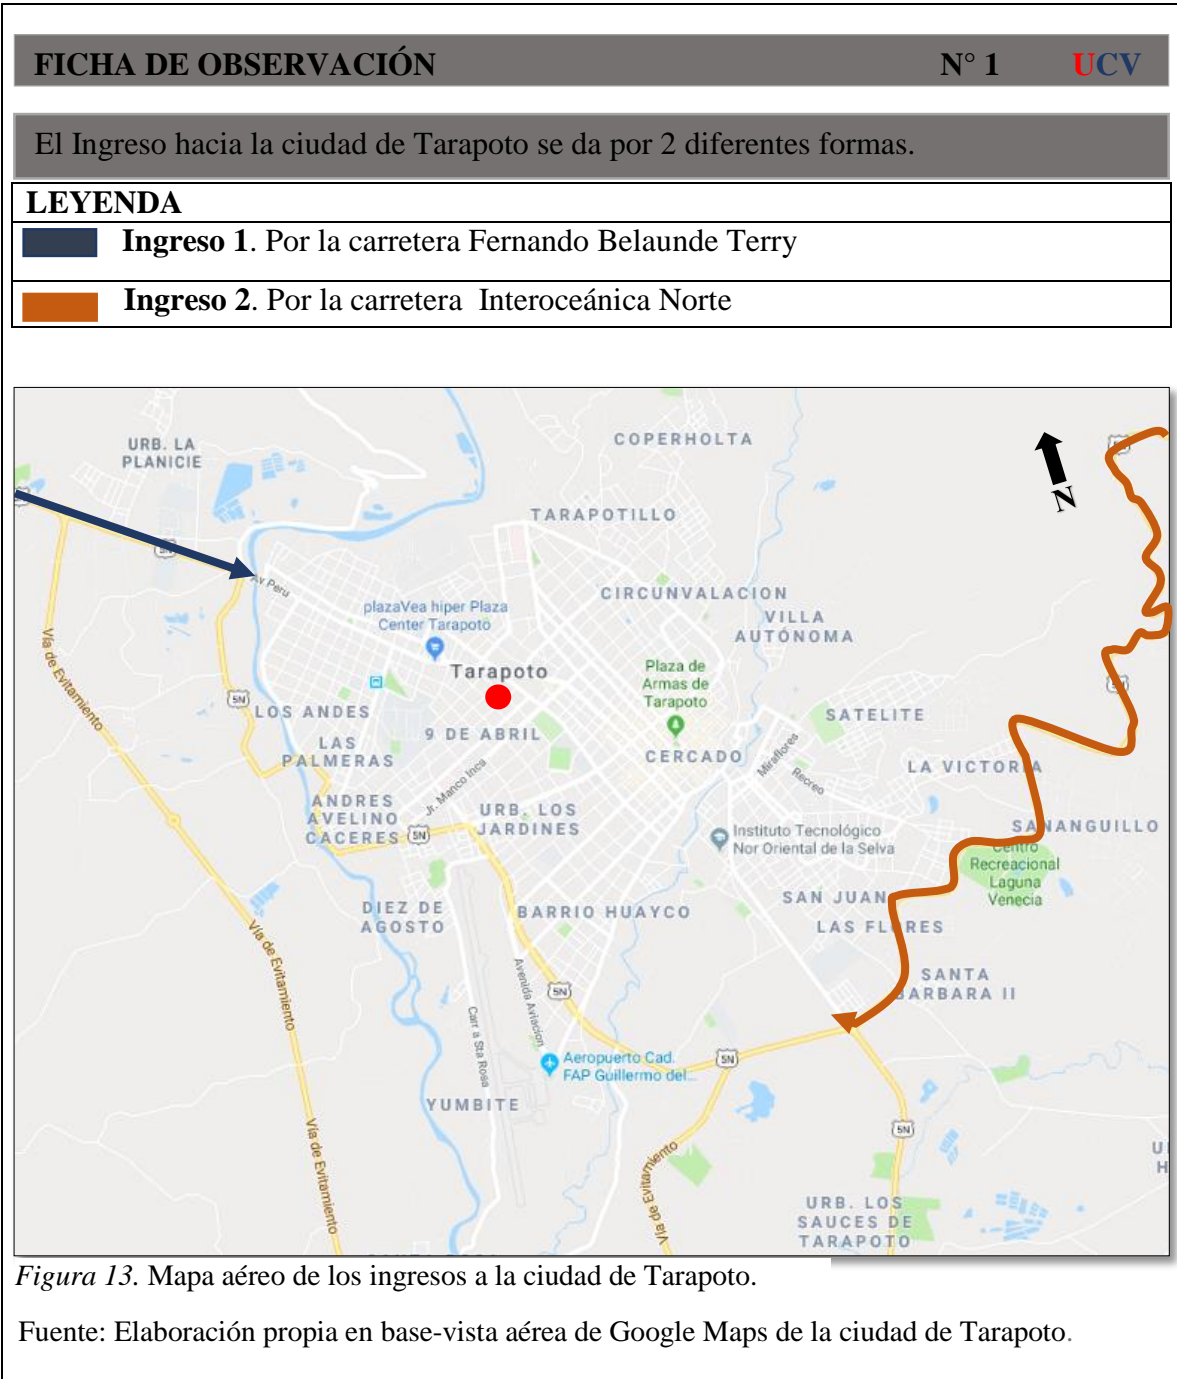 FICHA DE OBSERVACIÓN N° 1 UCV
El Ingreso hacia la ciudad de Tarapoto se da por 2 diferentes formas.
LEYENDA
Ingreso 1. Por la carretera Fernando Belaunde Terry
Ingreso 2. Por la carretera Interoceánica Norte
COPERHOLTA
URB. LA
PLANICIE
N
TARAPOTILLO
5N
Av Peru
CIRCUNVALACION
plazaVea hiper Plaza
Center Tarapoto
VILLA
AUTÓNOMA
Vía de Evitamiento
Tarapoto
Plaza de
Armas de
Tarapoto
5N
LOS ANDES
9 DE ABRIL
SATELITE
LAS
PALMERAS
CERCADO
Miraflores
Recreo
LA VICTORIA
Jr. Manco Inca
ANDRES
AVELINO
CACERES
5N
URB. LOS
JARDINES
Instituto Tecnológico
Nor Oriental de la Selva
SANANGUILLO
Centro
Recreacional
Laguna
Venecia
SAN JUAN
DIEZ DE
AGOSTO
BARRIO HUAYCO
LAS FLORES
Vía de Evitamiento
Avenida Aviacion
5N
SANTA
BARBARA II
Carr a Sta Rosa
Aeropuerto Cad.
FAP Guillermo del...
5N
YUMBITE
5N
Vía de Evitamiento
Vía de Evitamiento
URB. LOS
SAUCES DE
TARAPOTO
Figura 13. Mapa aéreo de los ingresos a la ciudad de Tarapoto.
Fuente: Elaboración propia en base-vista aérea de Google Maps de la ciudad de Tarapoto.